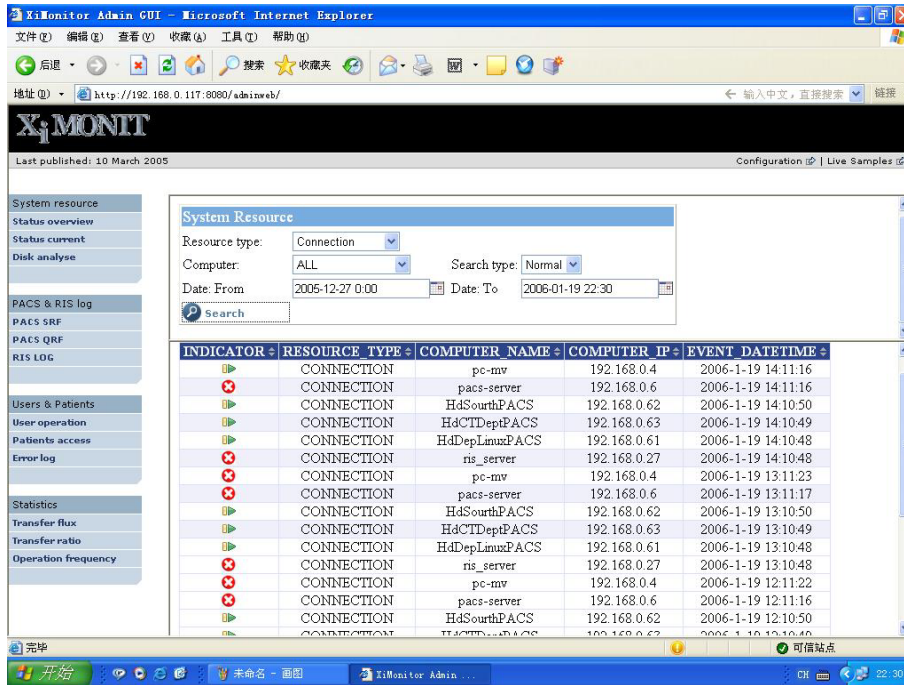 XiMonitor Admin GUI - Microsoft Internet Explorer
文件(F) 编辑(E) 查看(V) 收藏(A) 工具(T) 帮助(H)
后退 搜索 收藏夹
地址(D) http://192.168.0.117:8080/adminweb/ 输入中文，直接搜索 链接
XiMONIT
Last published: 10 March 2005 Configuration | Live Samples
System resource
Status overview
Status current
Disk analyse
PACS & RIS log
PACS SRF
PACS QRF
RIS LOG
Users & Patients
User operation
Patients access
Error log
Statistics
Transfer flux
Transfer ratio
Operation frequency
System Resource
Resource type: Connection
Computer: ALL Search type: Normal
Date: From 2005-12-27 0:00 Date: To 2006-01-19 22:30
Search
INDICATOR RESOURCE_TYPE COMPUTER_NAME COMPUTER_IP EVENT_DATETIME
CONNECTION pc-mv 192.168.0.4 2006-1-19 14:11:16
CONNECTION pacs-server 192.168.0.6 2006-1-19 14:11:16
CONNECTION HdSourthPACS 192.168.0.62 2006-1-19 14:10:50
CONNECTION HdCTDeptPACS 192.168.0.63 2006-1-19 14:10:49
CONNECTION HdDepLinuxPACS 192.168.0.61 2006-1-19 14:10:48
CONNECTION ris_server 192.168.0.27 2006-1-19 14:10:48
CONNECTION pc-mv 192.168.0.4 2006-1-19 13:11:23
CONNECTION pacs-server 192.168.0.6 2006-1-19 13:11:17
CONNECTION HdSourthPACS 192.168.0.62 2006-1-19 13:10:50
CONNECTION HdCTDeptPACS 192.168.0.63 2006-1-19 13:10:49
CONNECTION HdDepLinuxPACS 192.168.0.61 2006-1-19 13:10:48
CONNECTION ris_server 192.168.0.27 2006-1-19 13:10:48
CONNECTION pc-mv 192.168.0.4 2006-1-19 12:11:22
CONNECTION pacs-server 192.168.0.6 2006-1-19 12:11:16
CONNECTION HdSourthPACS 192.168.0.62 2006-1-19 12:10:50
CONNECTION HdCTDeptPACS 192.168.0.63 2006-1-19 12:10:49
完毕 可信站点
开始 未命名 - 画图 XiMonitor Admin ... CH 22:30